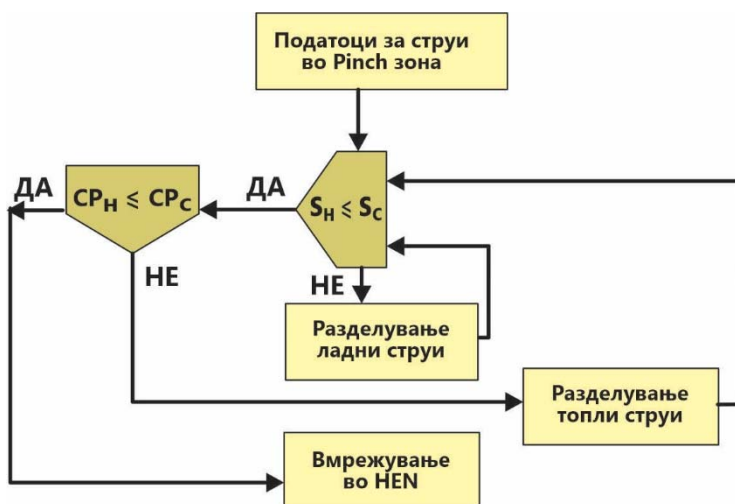 Податоци за струи
во Pinch зона
ДА
CPH ⩽ CPC
ДА
SH ⩽ SC
НЕ
НЕ
Разделување
ладни струи
Разделување
топли струи
Вмрежување
во HEN